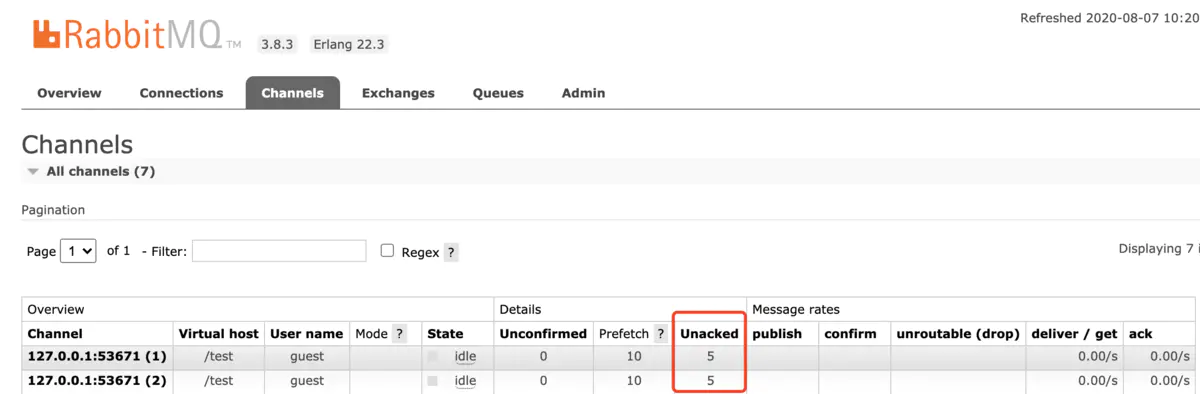 Refreshed 2020-08-07 10:20
RabbitMQ TM 3.8.3 Erlang 22.3
Overview Connections Channels Exchanges Queues Admin
Channels
All channels (7)
Pagination
Page 1 of 1 - Filter: Regex ?
Displaying 7 i
Overview Details Message rates
Channel Virtual host User name Mode ? State Unconfirmed Prefetch ? Unacked publish confirm unroutable (drop) deliver / get ack
127.0.0.1:53671 (1) /test guest idle 0 10 5 0.00/s 0.00/s
127.0.0.1:53671 (2) /test guest idle 0 10 5 0.00/s 0.00/s